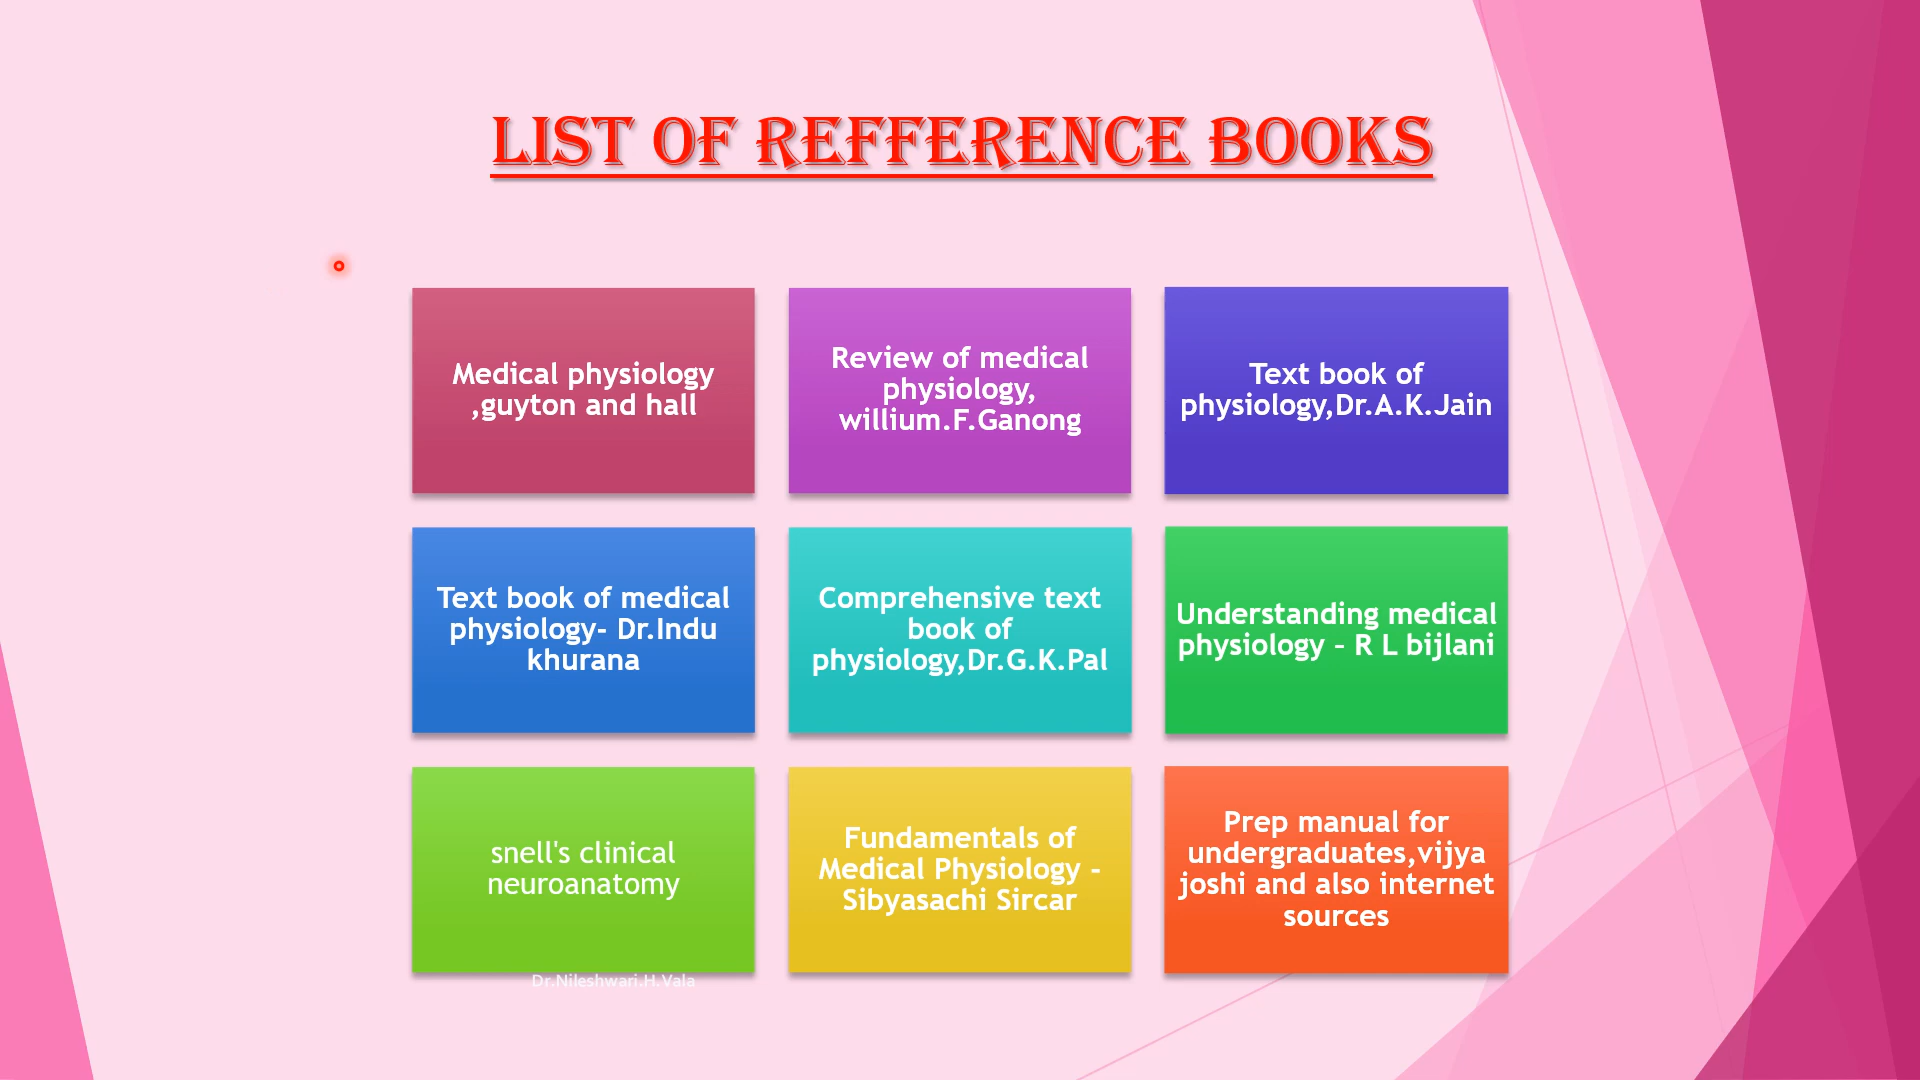 LIST OF REFFERENCE BOOKS
Medical physiology
,guyton and hall
Review of medical
physiology,
willium.F.Ganong
Text book of
physiology,Dr.A.K.Jain
Text book of medical
physiology- Dr.Indu
khurana
Comprehensive text
book of
physiology,Dr.G.K.Pal
Understanding medical
physiology – R L bijlani
snell's clinical
neuroanatomy
Fundamentals of
Medical Physiology -
Sibyasachi Sircar
Prep manual for
undergraduates,vijya
joshi and also internet
sources
Dr.Nileshwari.H.Vala